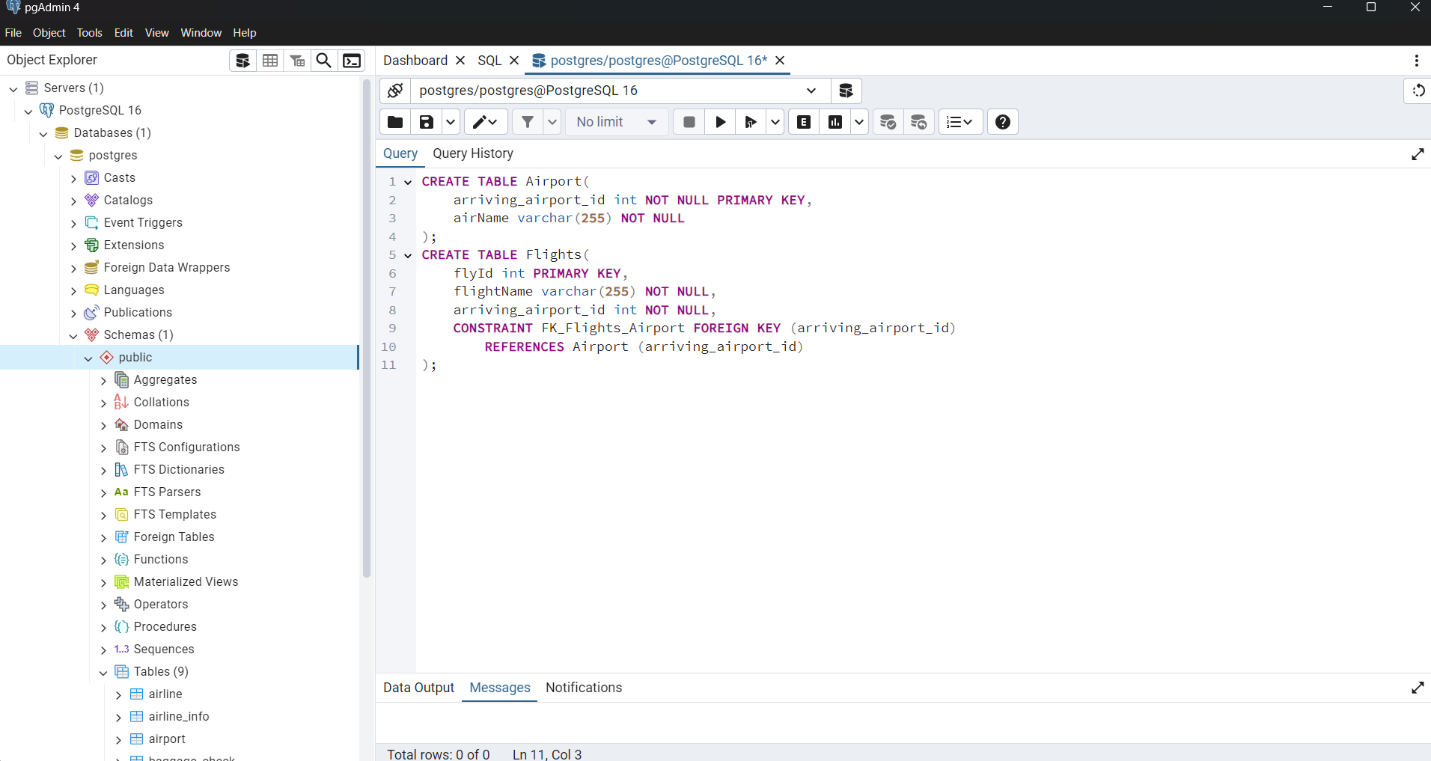 pgAdmin 4
File Object Tools Edit View Window Help
Object Explorer
Dashboard SQL postgres/postgres@PostgreSQL 16*
postgres/postgres@PostgreSQL 16
No limit
Query Query History
Servers (1)
PostgreSQL 16
Databases (1)
postgres
Casts
Catalogs
Event Triggers
Extensions
Foreign Data Wrappers
Languages
Publications
Schemas (1)
public
Aggregates
Collations
Domains
FTS Configurations
FTS Dictionaries
Aa FTS Parsers
FTS Templates
Foreign Tables
Functions
Materialized Views
Operators
Procedures
1..3 Sequences
Tables (9)
airline
airline_info
airport
baggage_check
1 CREATE TABLE Airport(
2 arriving_airport_id int NOT NULL PRIMARY KEY,
3 airName varchar(255) NOT NULL
4 );
5 CREATE TABLE Flights(
6 flyId int PRIMARY KEY,
7 flightName varchar(255) NOT NULL,
8 arriving_airport_id int NOT NULL,
9 CONSTRAINT FK_Flights_Airport FOREIGN KEY (arriving_airport_id)
10 REFERENCES Airport (arriving_airport_id)
11 );
Data Output Messages Notifications
Total rows: 0 of 0 Ln 11, Col 3